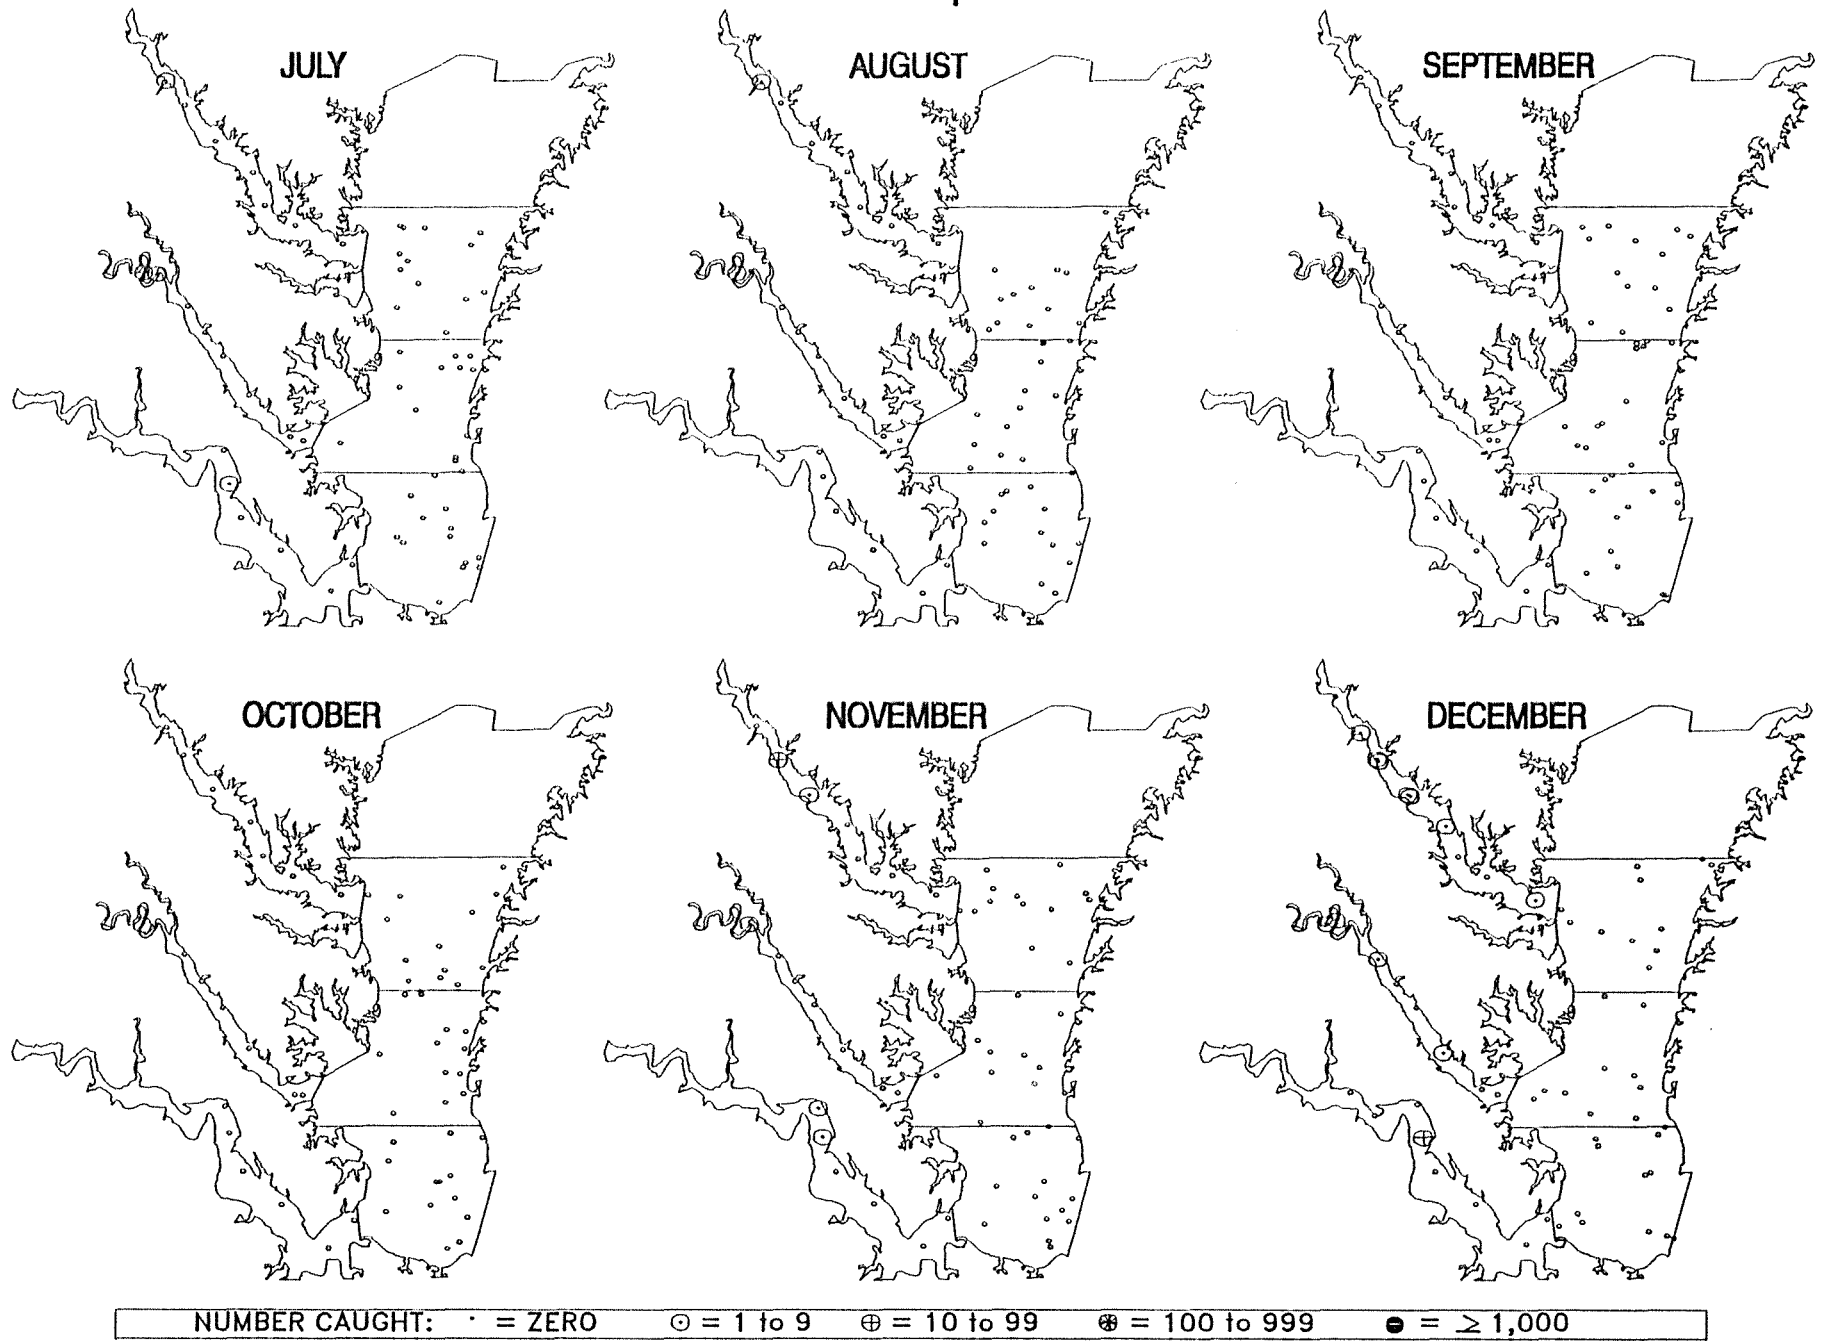 JULY
AUGUST
SEPTEMBER
OCTOBER
NOVEMBER
DECEMBER
NUMBER CAUGHT: · = ZERO ⊙ = 1 to 9 ⊕ = 10 to 99 ⊛ = 100 to 999 ⊖ = ≥ 1,000